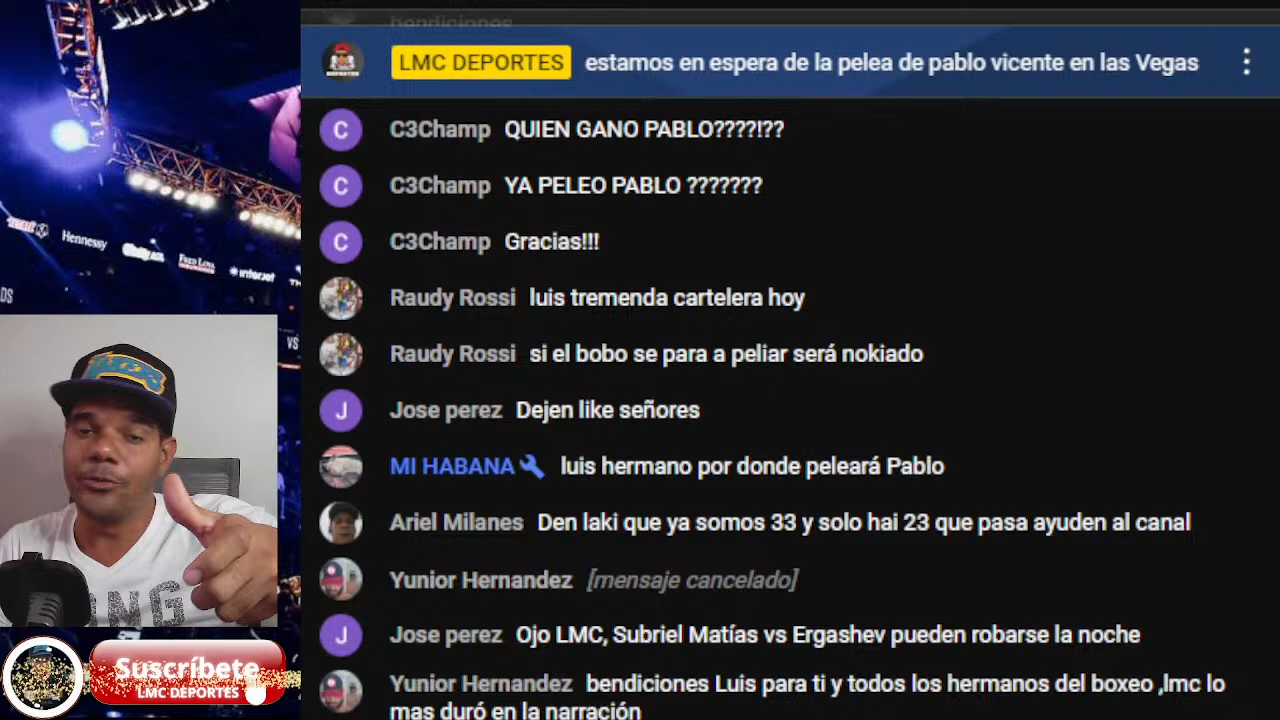 bendiciones
LMC DEPORTES estamos en espera de la pelea de pablo vicente en las Vegas
C C3Champ QUIEN GANO PABLO????!??
C C3Champ YA PELEO PABLO ???????
C C3Champ Gracias!!!
Raudy Rossi luis tremenda cartelera hoy
Raudy Rossi si el bobo se para a peliar será nokiado
J Jose perez Dejen like señores
MI HABANA luis hermano por donde peleará Pablo
Ariel Milanes Den laki que ya somos 33 y solo hai 23 que pasa ayuden al canal
Yunior Hernandez [mensaje cancelado]
J Jose perez Ojo LMC, Subriel Matías vs Ergashev pueden robarse la noche
Yunior Hernandez bendiciones Luis para ti y todos los hermanos del boxeo ,lmc lo
mas duró en la narración
Hennessy
FRED LOYA
interjet
VS
Suscríbete
LMC DEPORTES